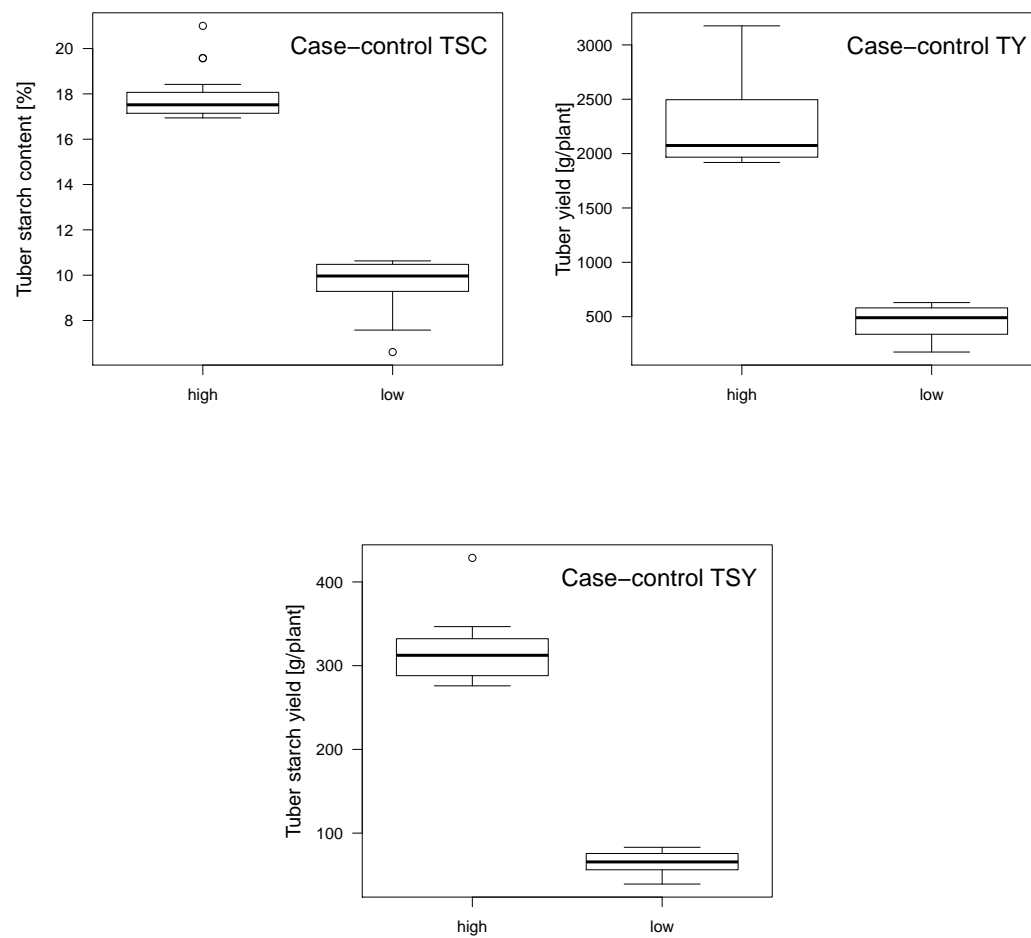 Case−control TSC
Tuber starch content [%]
20
18
16
14
12
10
8
high
low
Case−control TY
Tuber yield [g/plant]
3000
2500
2000
1500
1000
500
high
low
Case−control TSY
Tuber starch yield [g/plant]
400
300
200
100
high
low